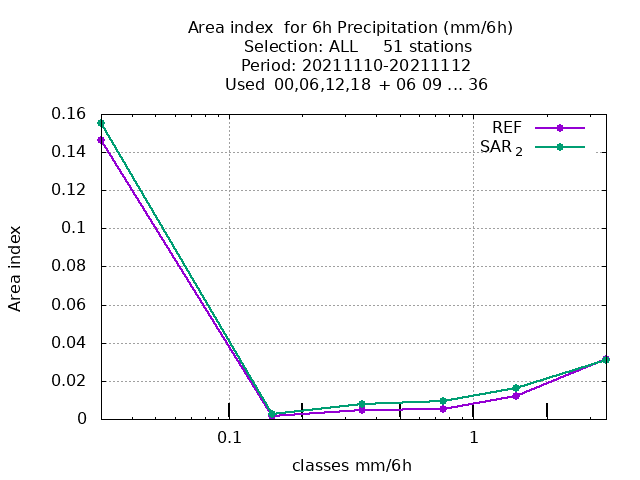 Area index  for 6h Precipitation (mm/6h)
Selection: ALL     51 stations
Period: 20211110-20211112
Used  00,06,12,18  + 06 09 ... 36
0.16
0.14
0.12
0.1
0.08
0.06
0.04
0.02
0
REF
SAR 2
Area index
0.1
1
classes mm/6h